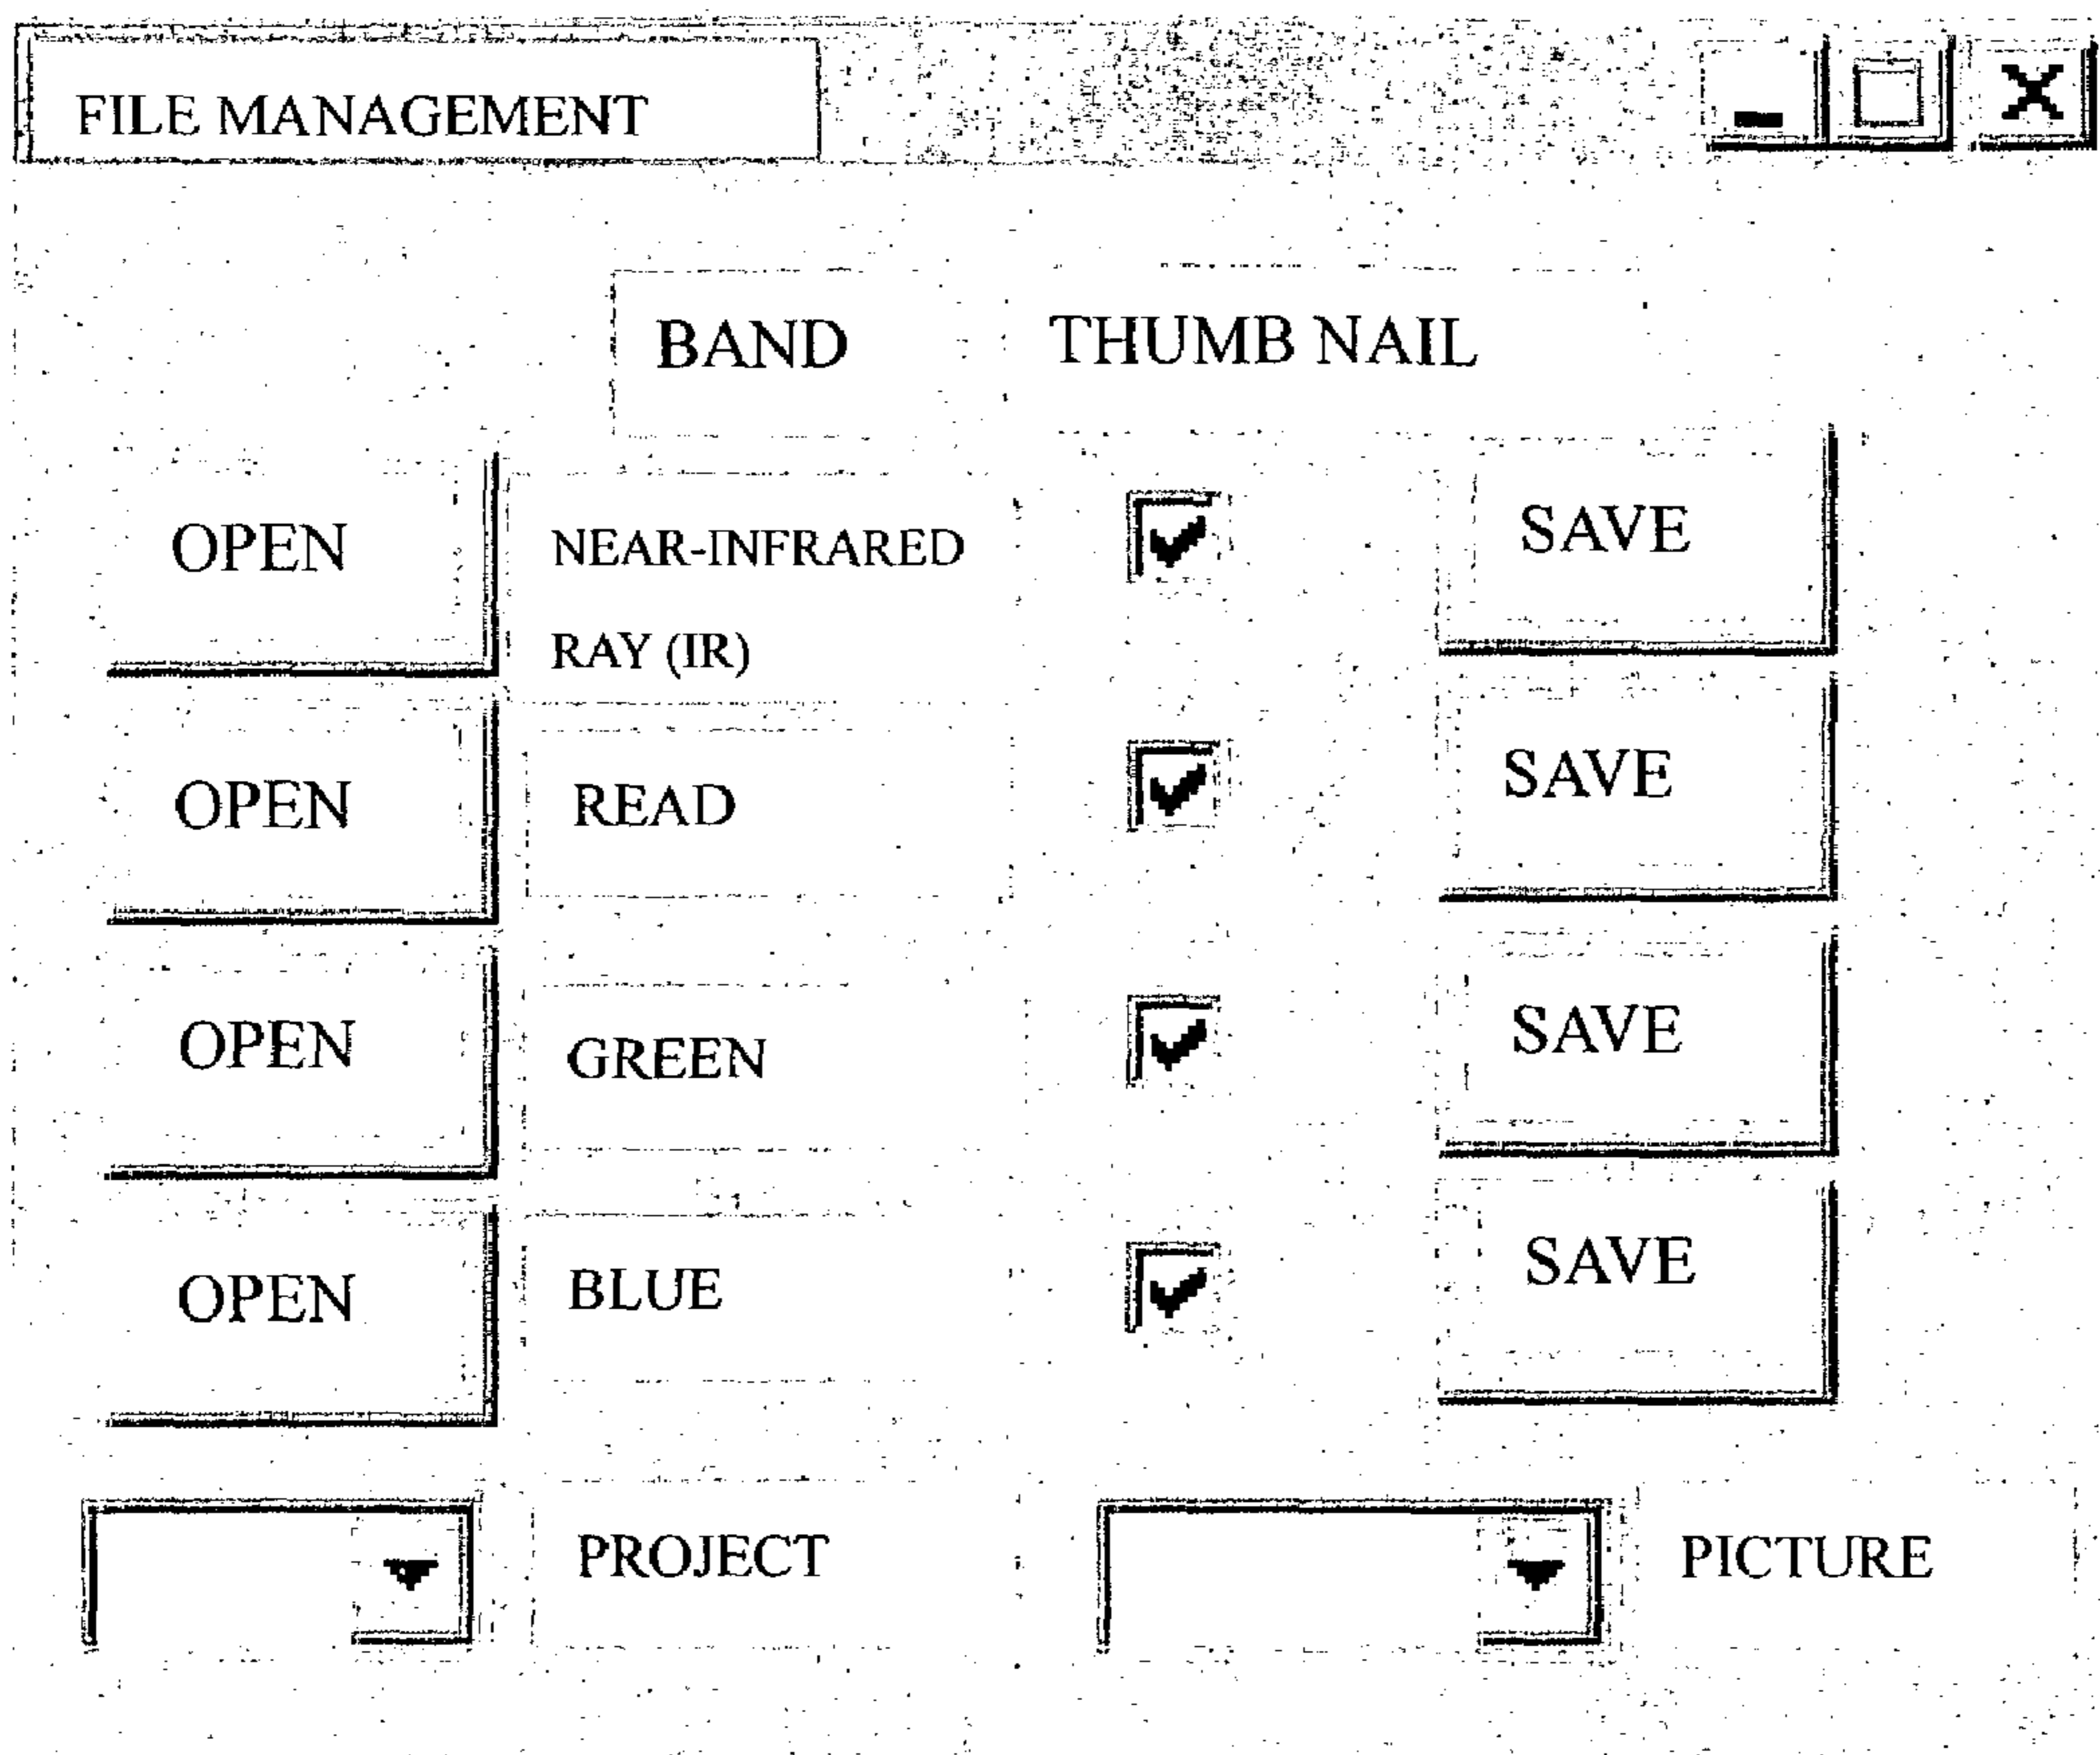 FILE MANAGEMENT
BAND THUMB NAIL
OPEN NEAR-INFRARED RAY (IR) SAVE
OPEN READ SAVE
OPEN GREEN SAVE
OPEN BLUE SAVE
PROJECT PICTURE